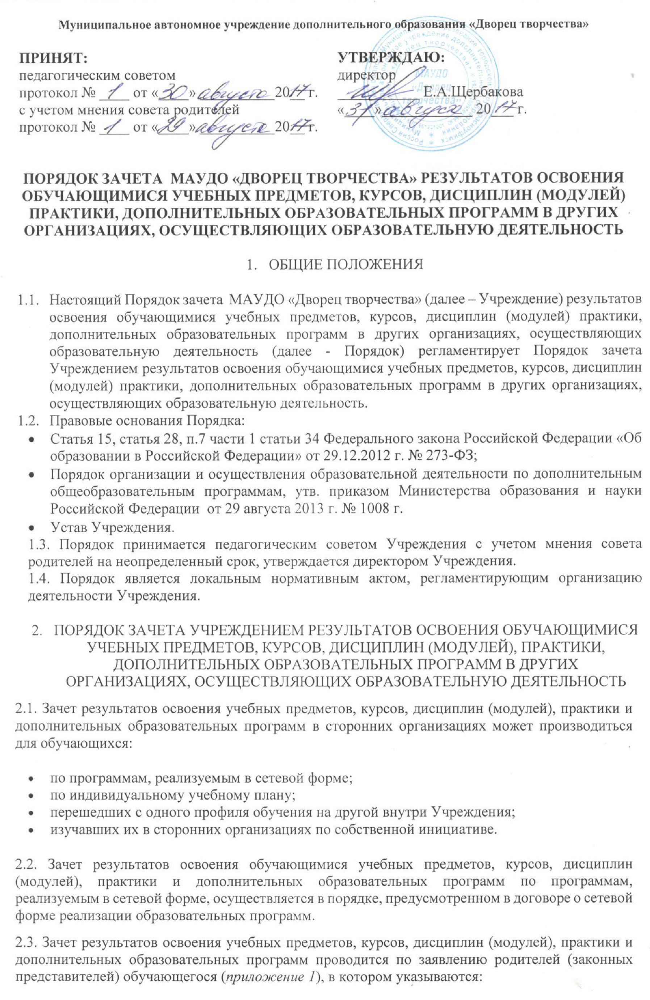 Муниципальное автономное учреждение дополнительного образования «Дворец творчества»
ПРИНЯТ:
педагогическим советом
протокол № 1 от «30» августа 2017 г.
с учетом мнения совета родителей
протокол № 1 от «29» августа 2017 г.
УТВЕРЖДАЮ:
директор
Е.А.Щербакова
«31» августа 2017 г.
МАУДО
«Дворец
творчества»
ПОРЯДОК ЗАЧЕТА МАУДО «ДВОРЕЦ ТВОРЧЕСТВА» РЕЗУЛЬТАТОВ ОСВОЕНИЯ
ОБУЧАЮЩИМИСЯ УЧЕБНЫХ ПРЕДМЕТОВ, КУРСОВ, ДИСЦИПЛИН (МОДУЛЕЙ)
ПРАКТИКИ, ДОПОЛНИТЕЛЬНЫХ ОБРАЗОВАТЕЛЬНЫХ ПРОГРАММ В ДРУГИХ
ОРГАНИЗАЦИЯХ, ОСУЩЕСТВЛЯЮЩИХ ОБРАЗОВАТЕЛЬНУЮ ДЕЯТЕЛЬНОСТЬ
1. ОБЩИЕ ПОЛОЖЕНИЯ
1.1. Настоящий Порядок зачета МАУДО «Дворец творчества» (далее – Учреждение) результатов
освоения обучающимися учебных предметов, курсов, дисциплин (модулей) практики,
дополнительных образовательных программ в других организациях, осуществляющих
образовательную деятельность (далее - Порядок) регламентирует Порядок зачета
Учреждением результатов освоения обучающимися учебных предметов, курсов, дисциплин
(модулей) практики, дополнительных образовательных программ в других организациях,
осуществляющих образовательную деятельность.
1.2. Правовые основания Порядка:
• Статья 15, статья 28, п.7 части 1 статьи 34 Федерального закона Российской Федерации «Об
образовании в Российской Федерации» от 29.12.2012 г. № 273-ФЗ;
• Порядок организации и осуществления образовательной деятельности по дополнительным
общеобразовательным программам, утв. приказом Министерства образования и науки
Российской Федерации от 29 августа 2013 г. № 1008 г.
• Устав Учреждения.
1.3. Порядок принимается педагогическим советом Учреждения с учетом мнения совета
родителей на неопределенный срок, утверждается директором Учреждения.
1.4. Порядок является локальным нормативным актом, регламентирующим организацию
деятельности Учреждения.
2. ПОРЯДОК ЗАЧЕТА УЧРЕЖДЕНИЕМ РЕЗУЛЬТАТОВ ОСВОЕНИЯ ОБУЧАЮЩИМИСЯ
УЧЕБНЫХ ПРЕДМЕТОВ, КУРСОВ, ДИСЦИПЛИН (МОДУЛЕЙ), ПРАКТИКИ,
ДОПОЛНИТЕЛЬНЫХ ОБРАЗОВАТЕЛЬНЫХ ПРОГРАММ В ДРУГИХ
ОРГАНИЗАЦИЯХ, ОСУЩЕСТВЛЯЮЩИХ ОБРАЗОВАТЕЛЬНУЮ ДЕЯТЕЛЬНОСТЬ
2.1. Зачет результатов освоения учебных предметов, курсов, дисциплин (модулей), практики и
дополнительных образовательных программ в сторонних организациях может производиться
для обучающихся:
• по программам, реализуемым в сетевой форме;
• по индивидуальному учебному плану;
• перешедших с одного профиля обучения на другой внутри Учреждения;
• изучавших их в сторонних организациях по собственной инициативе.
2.2. Зачет результатов освоения обучающимися учебных предметов, курсов, дисциплин
(модулей), практики и дополнительных образовательных программ по программам,
реализуемым в сетевой форме, осуществляется в порядке, предусмотренном в договоре о сетевой
форме реализации образовательных программ.
2.3. Зачет результатов освоения учебных предметов, курсов, дисциплин (модулей), практики и
дополнительных образовательных программ проводится по заявлению родителей (законных
представителей) обучающегося (приложение 1), в котором указываются: